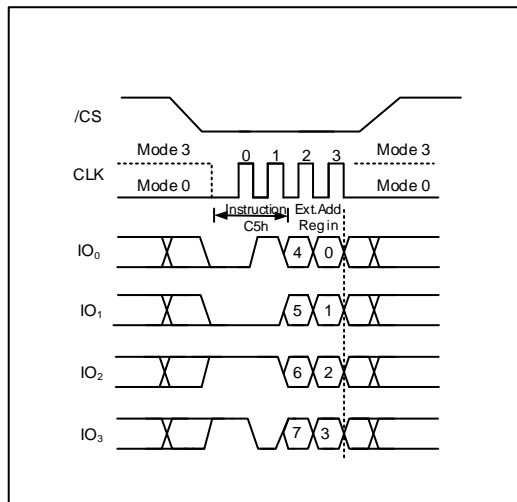 /CS
Mode 3 0 1 2 3 Mode 3
CLK
Mode 0 Mode 0
Instruction Ext.Add
C5h Reg in
IO₀ 4 0
IO₁ 5 1
IO₂ 6 2
IO₃ 7 3